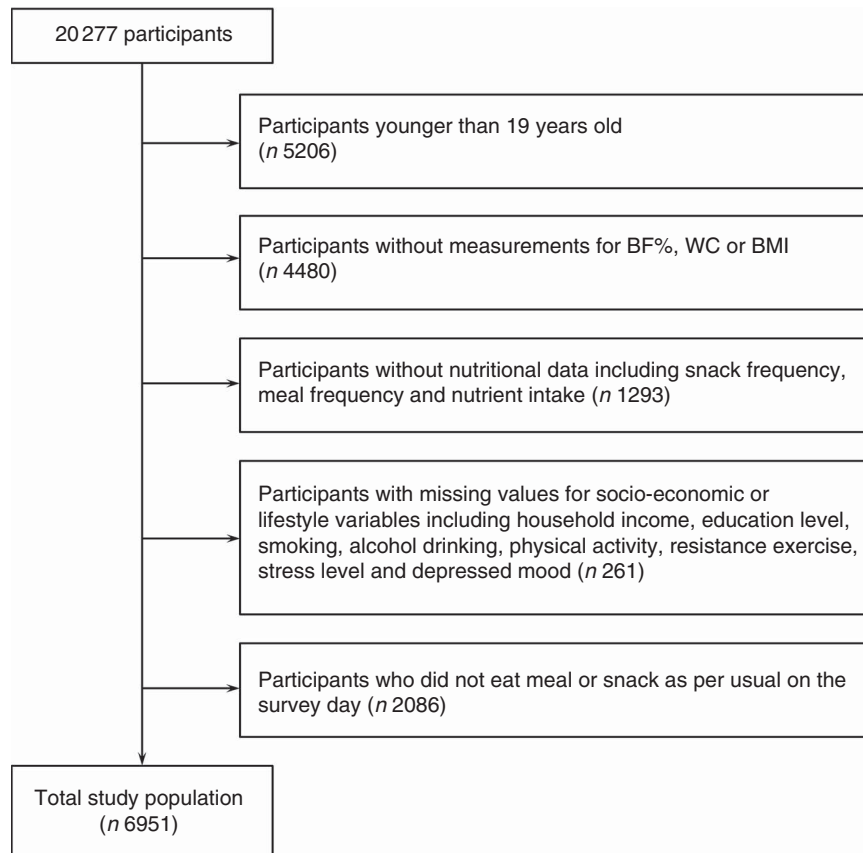 20 277 participants
Participants younger than 19 years old
(n 5206)
Participants without measurements for BF%, WC or BMI
(n 4480)
Participants without nutritional data including snack frequency,
meal frequency and nutrient intake (n 1293)
Participants with missing values for socio-economic or
lifestyle variables including household income, education level,
smoking, alcohol drinking, physical activity, resistance exercise,
stress level and depressed mood (n 261)
Participants who did not eat meal or snack as per usual on the
survey day (n 2086)
Total study population
(n 6951)